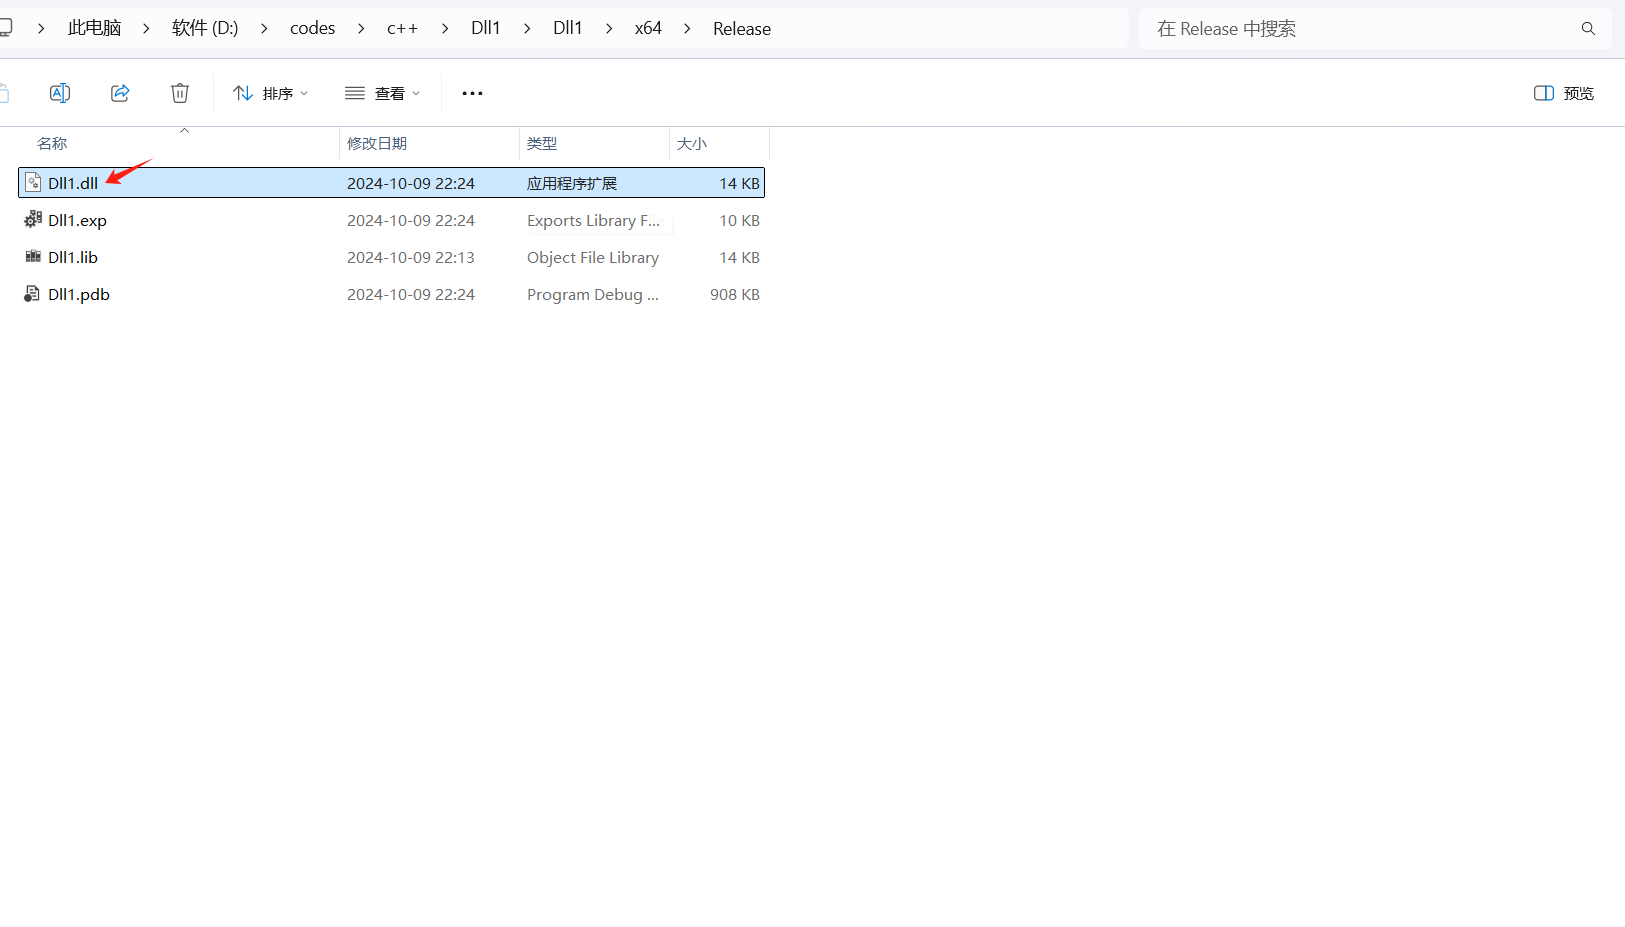 此电脑 > 软件 (D:) > codes > c++ > Dll1 > Dll1 > x64 > Release
在 Release 中搜索
排序
查看
预览
名称 修改日期 类型 大小
Dll1.dll 2024-10-09 22:24 应用程序扩展 14 KB
Dll1.exp 2024-10-09 22:24 Exports Library F... 10 KB
Dll1.lib 2024-10-09 22:13 Object File Library 14 KB
Dll1.pdb 2024-10-09 22:24 Program Debug ... 908 KB